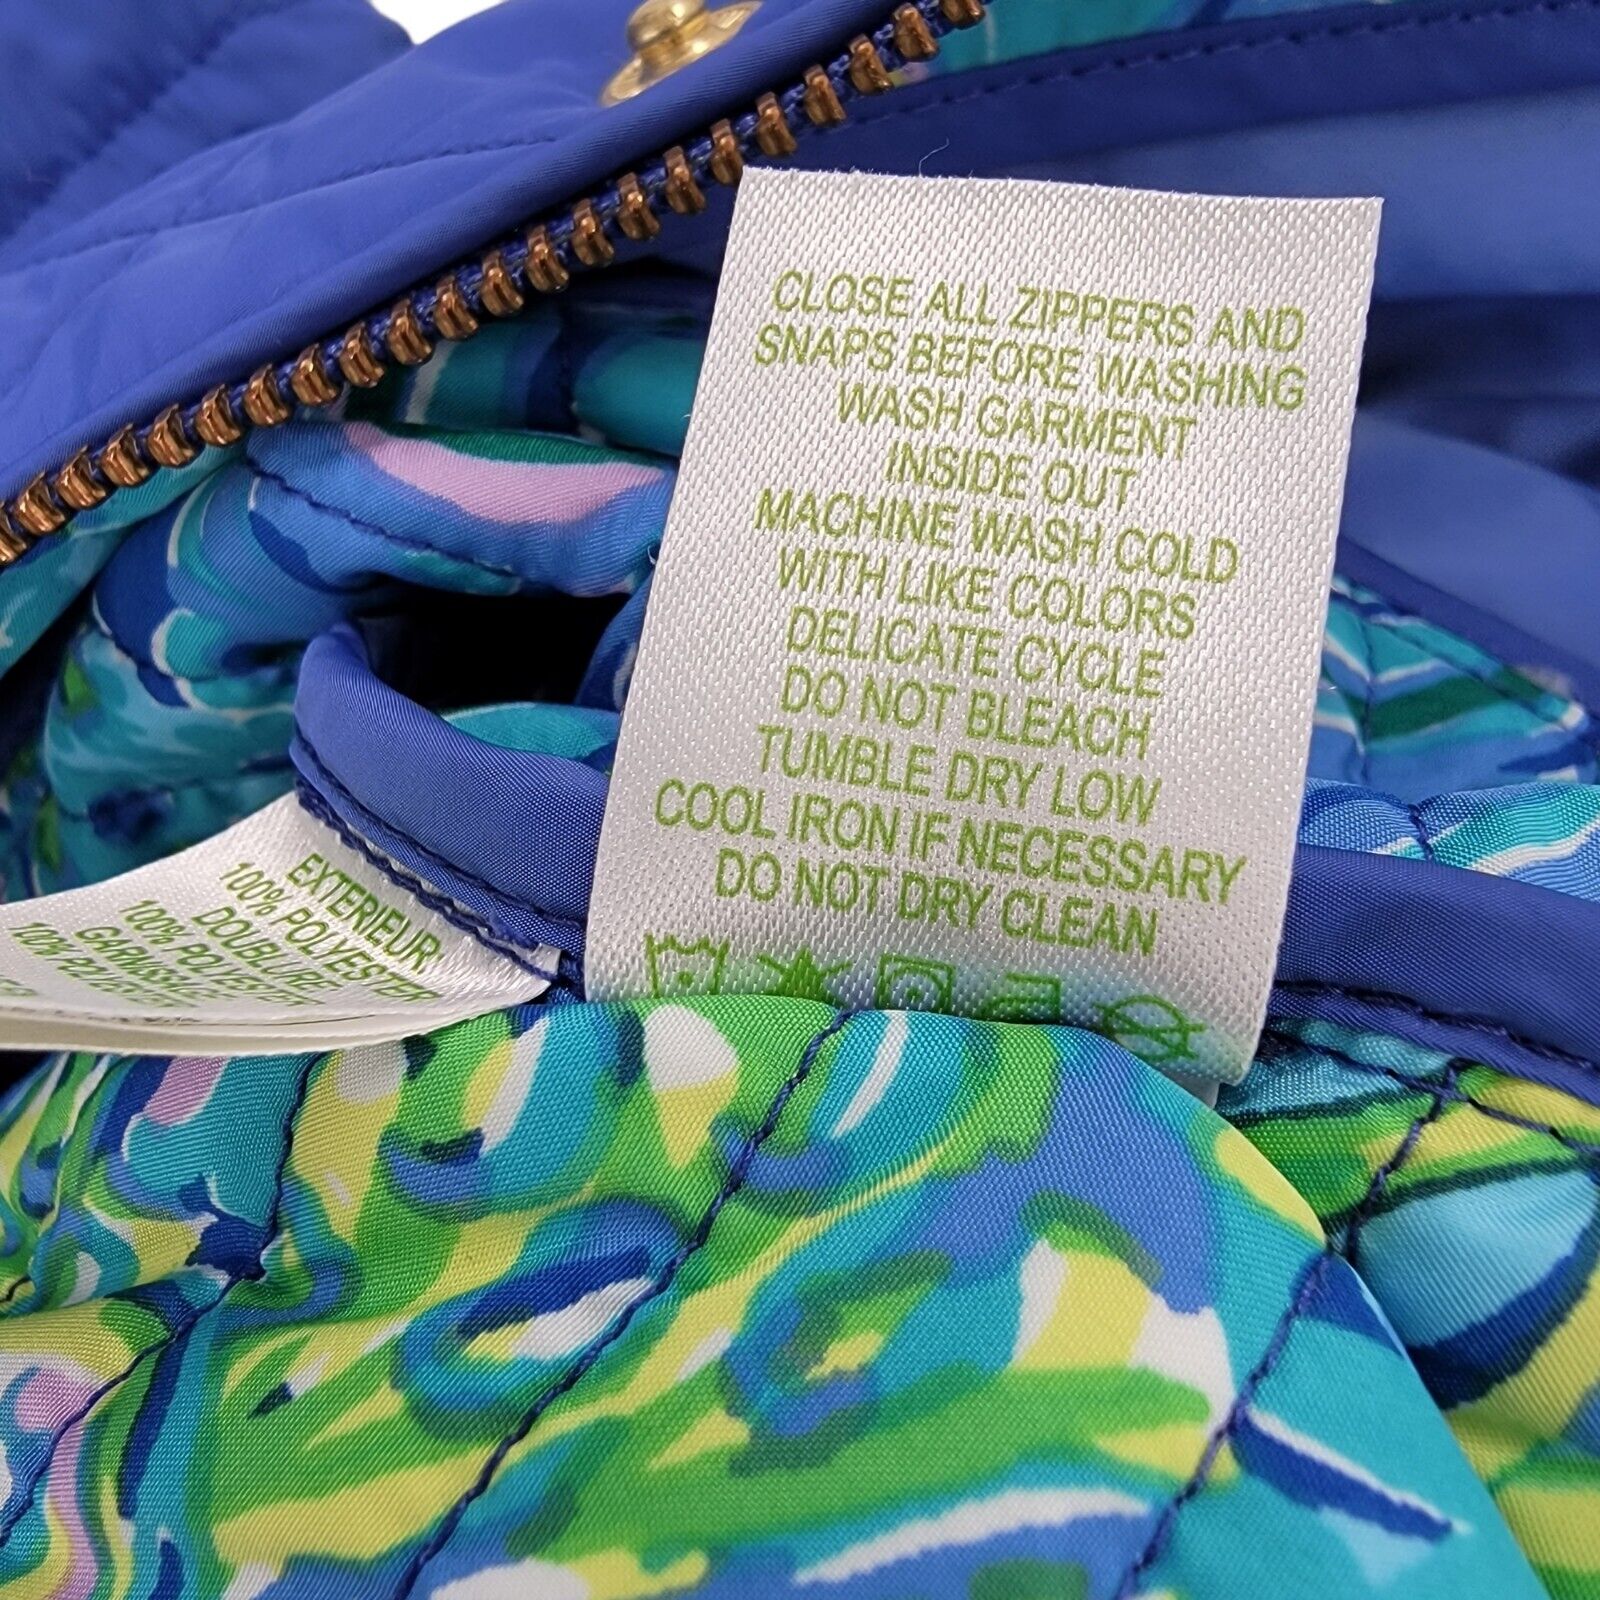 CLOSE ALL ZIPPERS AND
SNAPS BEFORE WASHING
WASH GARMENT
INSIDE OUT
MACHINE WASH COLD
WITH LIKE COLORS
DELICATE CYCLE
DO NOT BLEACH
TUMBLE DRY LOW
COOL IRON IF NECESSARY
DO NOT DRY CLEAN
EXTERIEUR:
100% POLYESTER
DOUBLURE
100% POLYESTER
100%